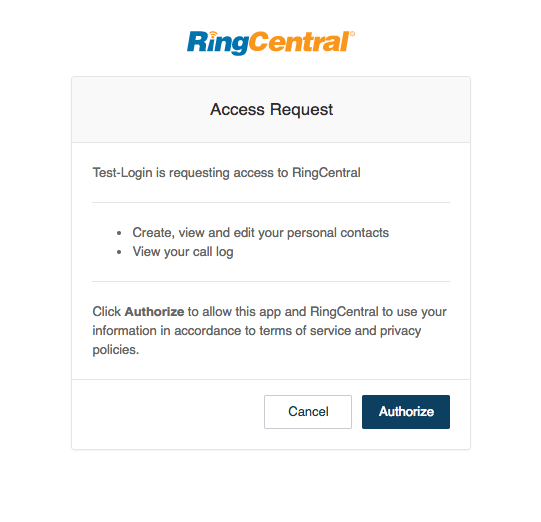 RingCentral®
Access Request
Test-Login is requesting access to RingCentral
• Create, view and edit your personal contacts
• View your call log
Click Authorize to allow this app and RingCentral to use your
information in accordance to terms of service and privacy
policies.
Cancel
Authorize